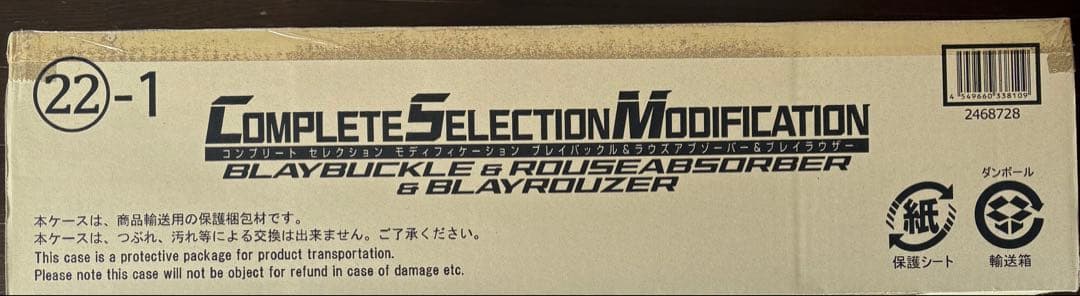 22-1
COMPLETE SELECTION MODIFICATION
コンプリート セレクション モディフィケーション ブレイバックル&ラウズアブゾーバー&ブレイラウザー
BLAYBUCKLE & ROUSEABSORBER
& BLAYROUZER
本ケースは、商品輸送用の保護梱包材です。
本ケースは、つぶれ、汚れ等による交換は出来ません。ご了承ください。
This case is a protective package for product transportation.
Please note this case will not be object for refund in case of damage etc.
4 549660 338109
2468728
紙
保護シート
ダンボール
輸送箱